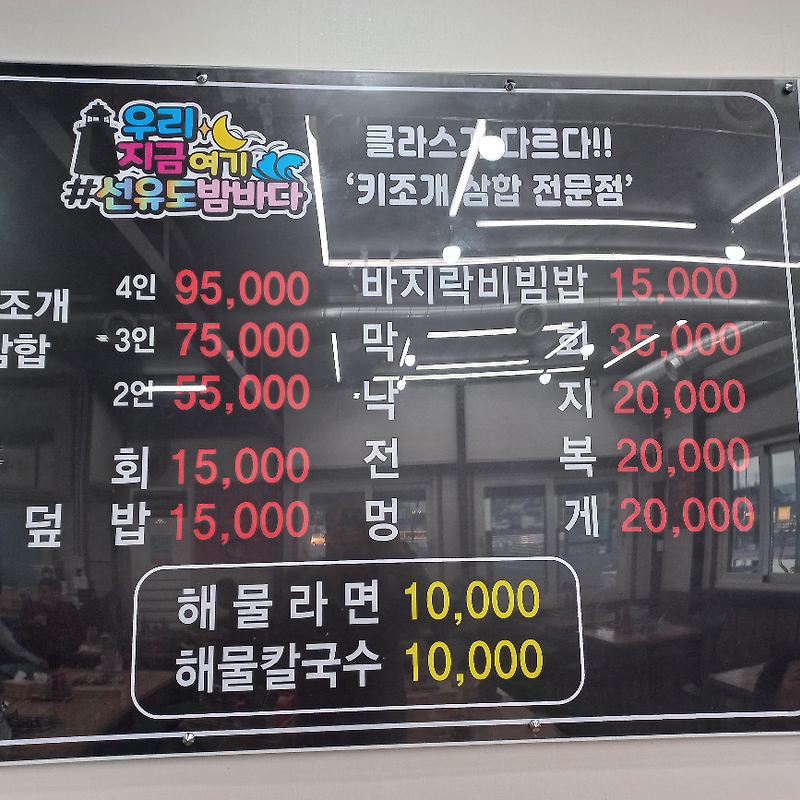 우리
지금 여기
#선유도밤바다
클라스가 다르다!!
‘키조개 삼합 전문점’
조개
삼합
4인 95,000
3인 75,000
2인 55,000
회 15,000
덮 밥 15,000
바지락비빔밥 15,000
막 회 35,000
낙 지 20,000
전 복 20,000
멍 게 20,000
해물라면 10,000
해물칼국수 10,000